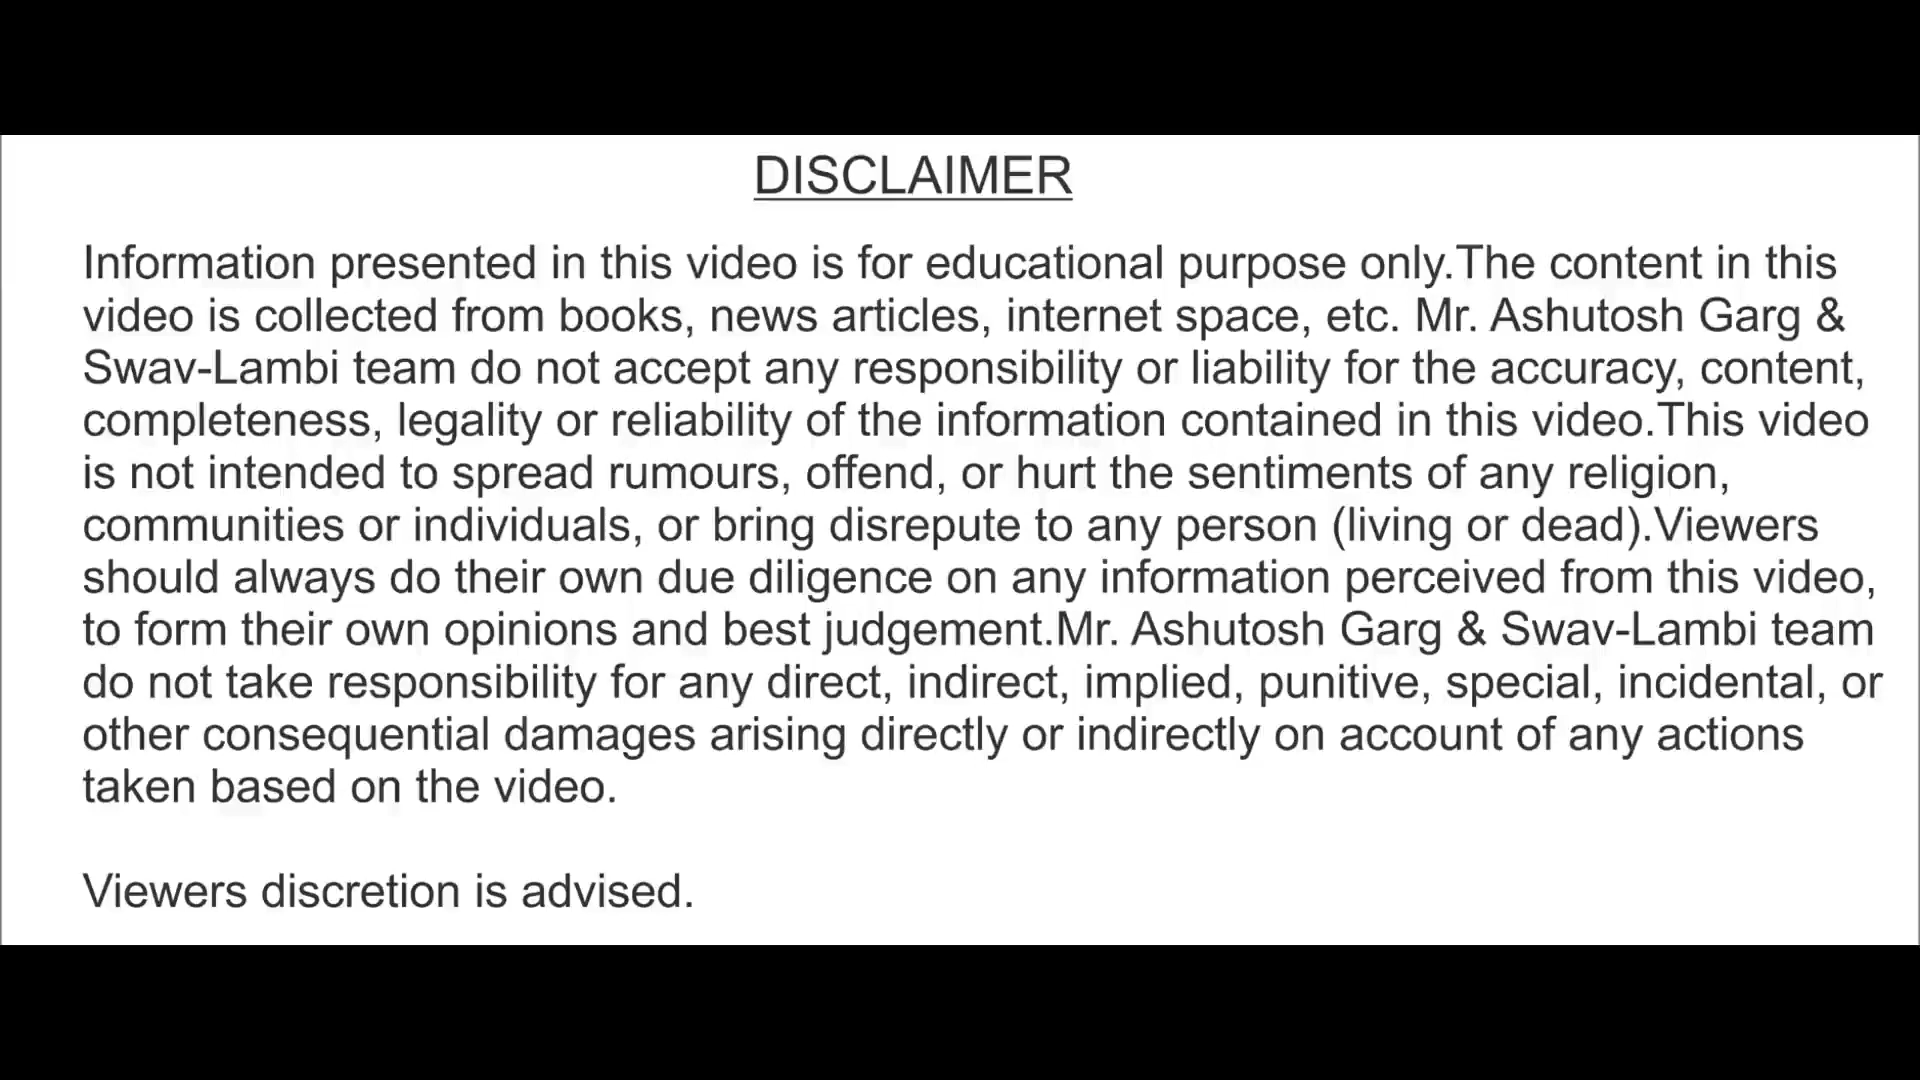 DISCLAIMER
Information presented in this video is for educational purpose only.The content in this
video is collected from books, news articles, internet space, etc. Mr. Ashutosh Garg &
Swav-Lambi team do not accept any responsibility or liability for the accuracy, content,
completeness, legality or reliability of the information contained in this video.This video
is not intended to spread rumours, offend, or hurt the sentiments of any religion,
communities or individuals, or bring disrepute to any person (living or dead).Viewers
should always do their own due diligence on any information perceived from this video,
to form their own opinions and best judgement.Mr. Ashutosh Garg & Swav-Lambi team
do not take responsibility for any direct, indirect, implied, punitive, special, incidental, or
other consequential damages arising directly or indirectly on account of any actions
taken based on the video.
Viewers discretion is advised.